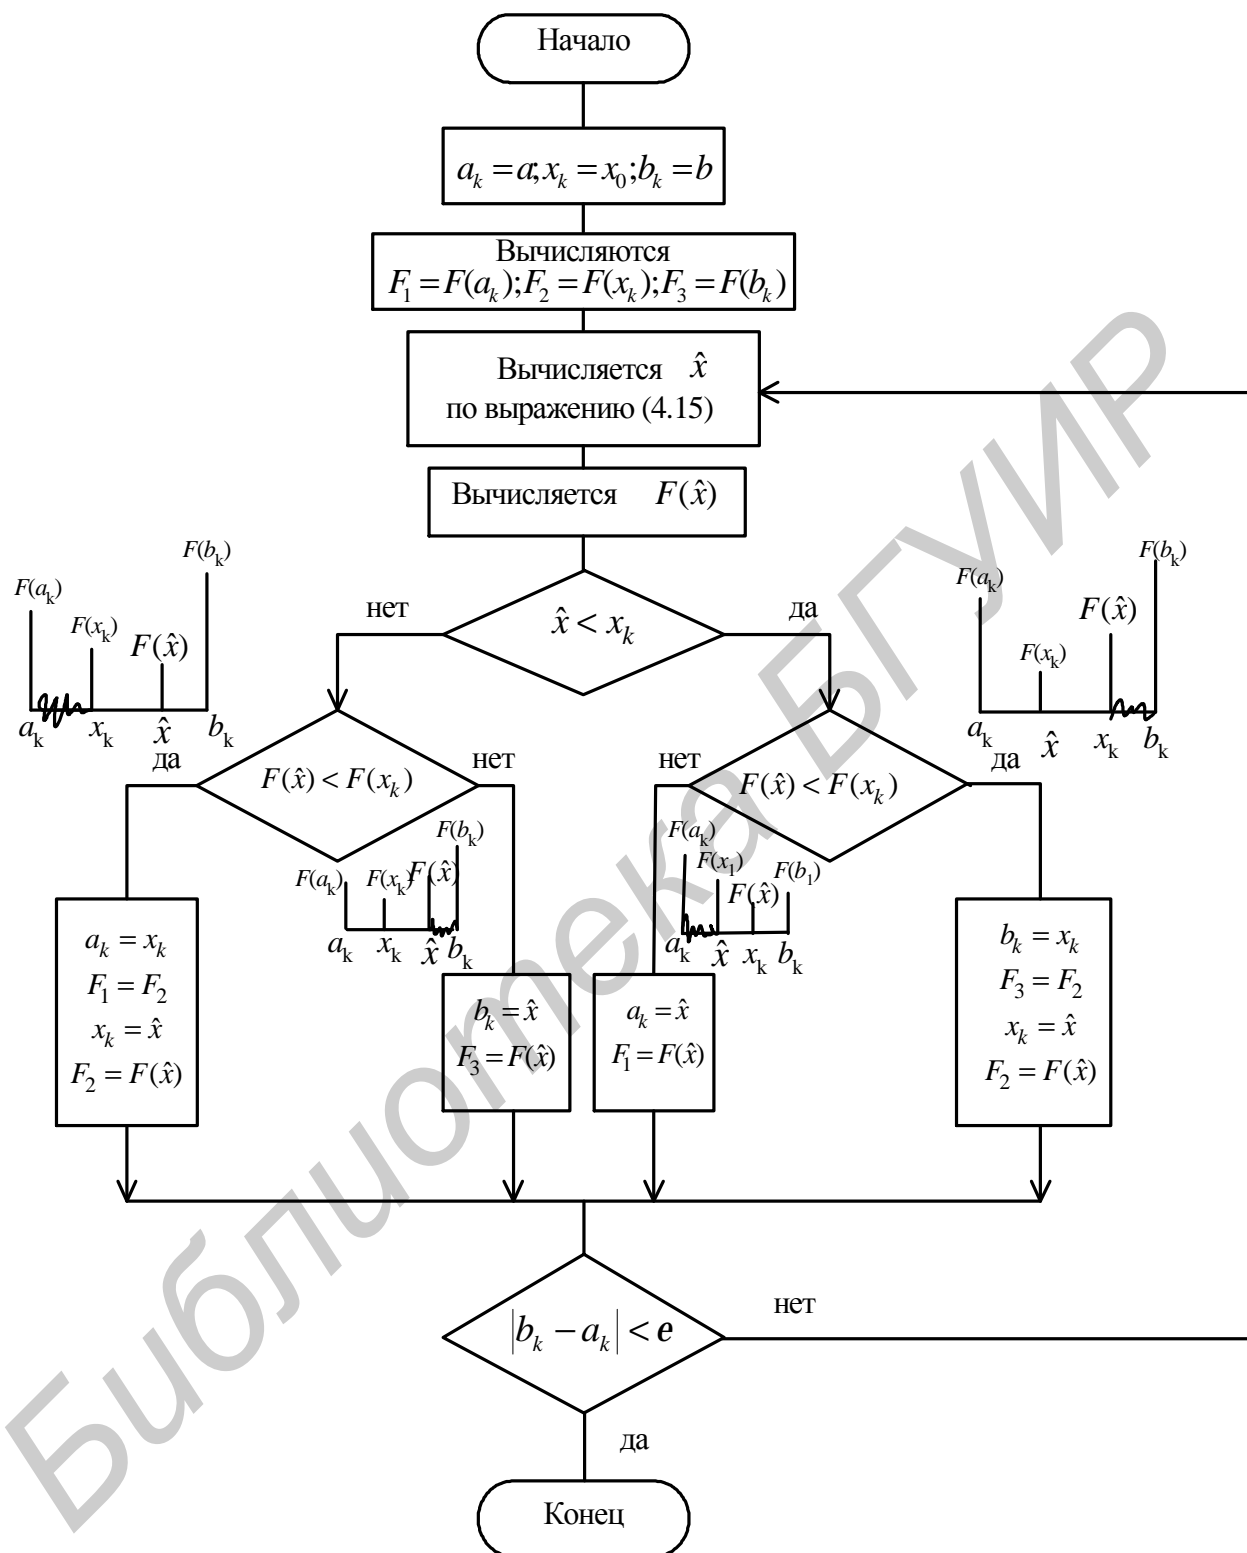 Начало
a_k = a; x_k = x_0; b_k = b
Вычисляются
F_1 = F(a_k); F_2 = F(x_k); F_3 = F(b_k)
Вычисляется x̂
по выражению (4.15)
Вычисляется F(x̂)
x̂ < x_k
нет
да
F(a_k)
F(x_k)
F(x̂)
F(b_k)
a_k x_k x̂ b_k
F(a_k)
F(x_k)
F(x̂)
F(b_k)
a_k x̂ x_k b_k
да
F(x̂) < F(x_k)
нет
нет
F(x̂) < F(x_k)
да
F(a_k)
F(x_k)
F(x̂)
F(b_k)
a_k x_k x̂ b_k
F(a_k)
F(x_1)
F(x̂)
F(b_1)
a_k x̂ x_k b_k
a_k = x_k
F_1 = F_2
x_k = x̂
F_2 = F(x̂)
b_k = x̂
F_3 = F(x̂)
a_k = x̂
F_1 = F(x̂)
b_k = x_k
F_3 = F_2
x_k = x̂
F_2 = F(x̂)
|b_k − a_k| < e
нет
да
Конец
Библиотека БГУИР